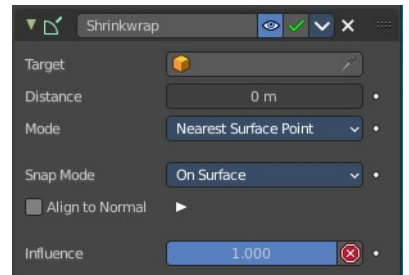 Shrinkwrap
Target
Distance 0 m
Mode Nearest Surface Point
Snap Mode On Surface
Align to Normal
Influence 1.000